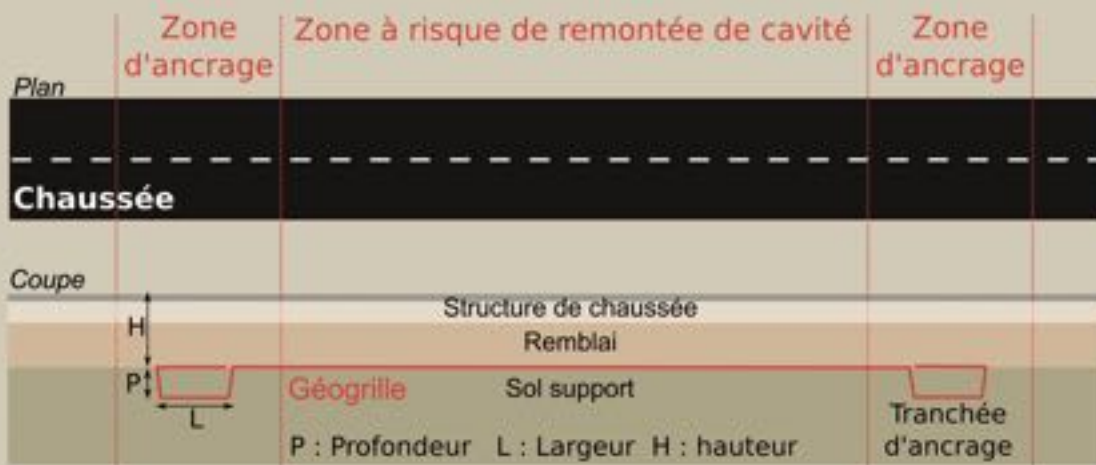 Zone
d'ancrage
Zone à risque de remontée de cavité
Zone
d'ancrage
Plan
Chaussée
Coupe
Structure de chaussée
H
Remblai
P
Géogrille
Sol support
L
Tranchée
d'ancrage
P : Profondeur L : Largeur H : hauteur